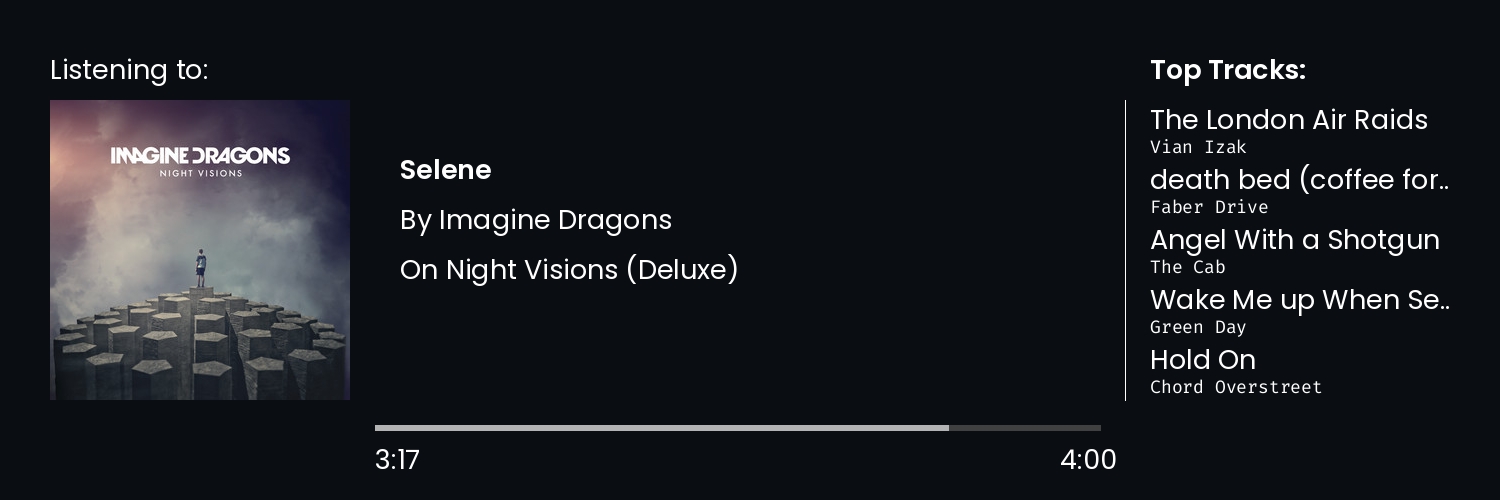 Listening to:
IMAGINE DRAGONS
NIGHT VISIONS
Selene
By Imagine Dragons
On Night Visions (Deluxe)
3:17
4:00
Top Tracks:
The London Air Raids
Vian Izak
death bed (coffee for..
Faber Drive
Angel With a Shotgun
The Cab
Wake Me up When Se..
Green Day
Hold On
Chord Overstreet